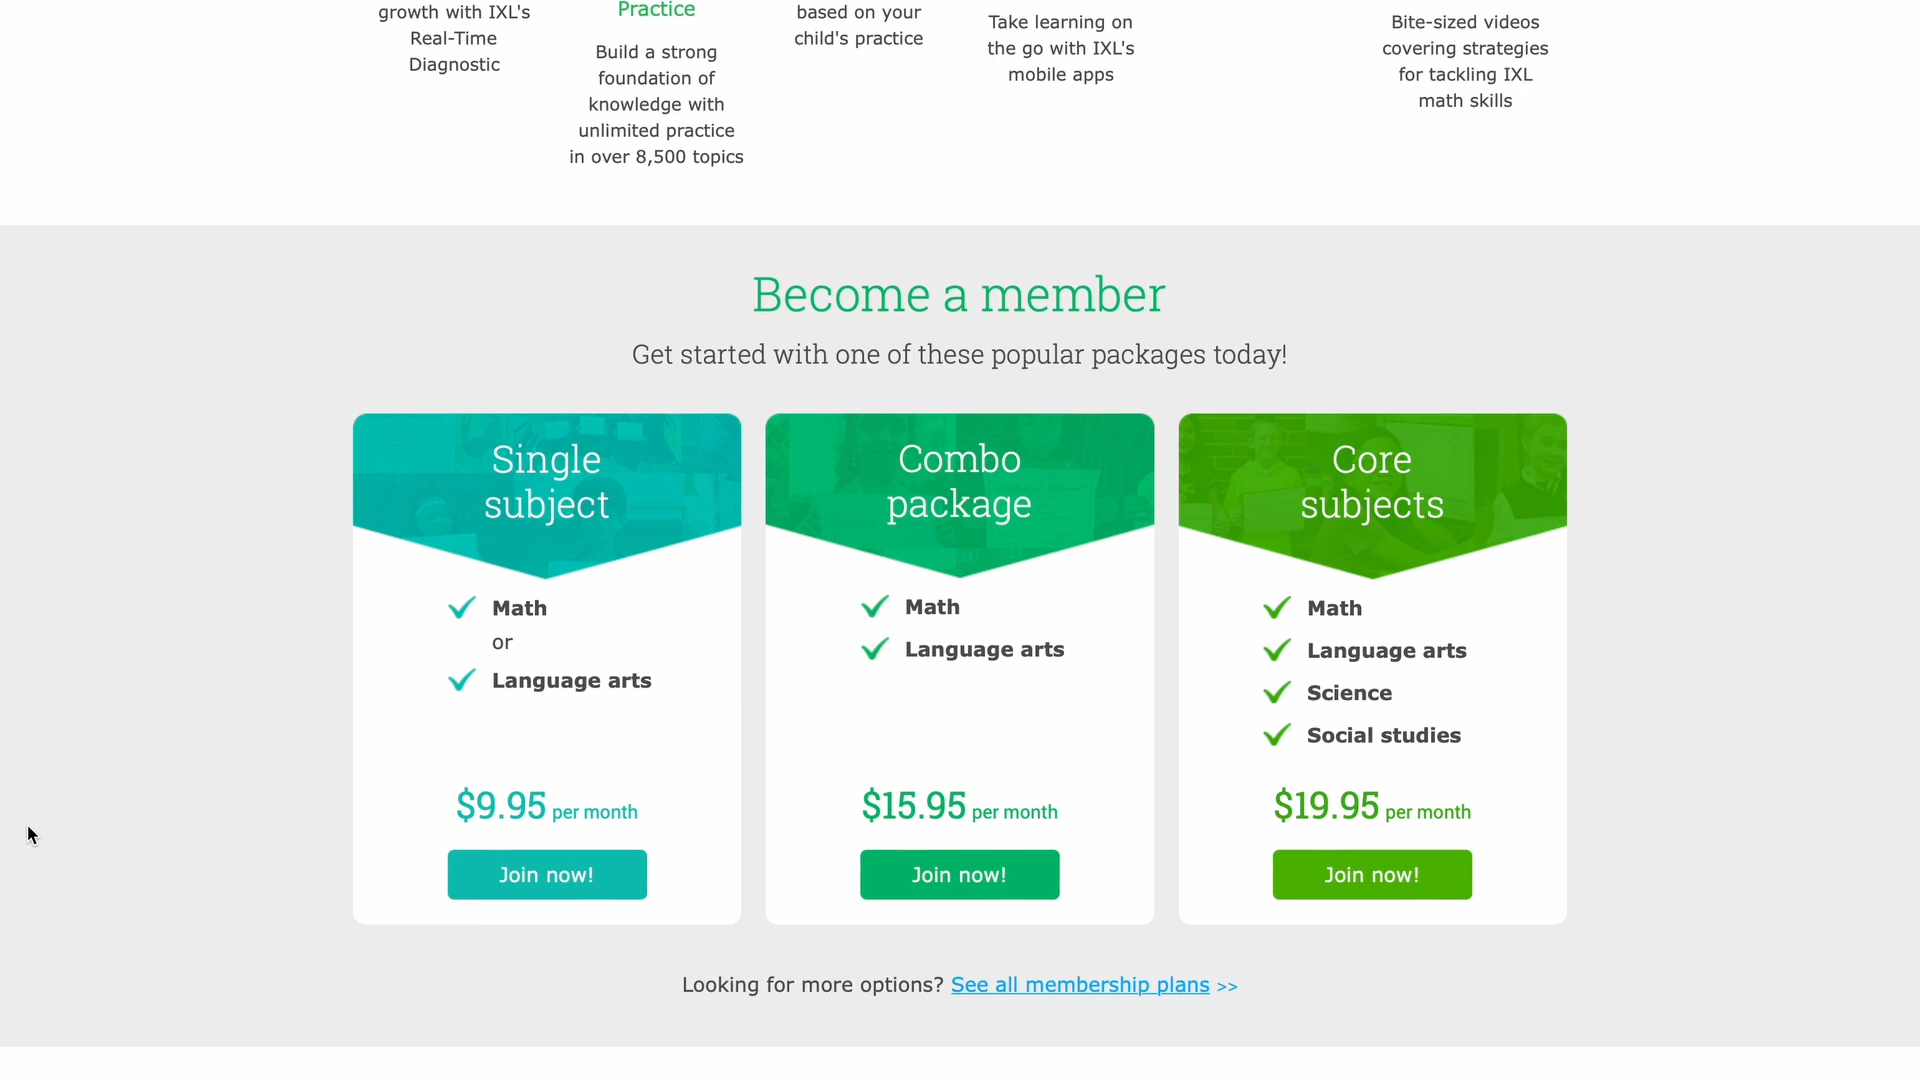 growth with IXL's
Real-Time
Diagnostic
Practice
Build a strong
foundation of
knowledge with
unlimited practice
in over 8,500 topics
based on your
child's practice
Take learning on
the go with IXL's
mobile apps
Bite-sized videos
covering strategies
for tackling IXL
math skills
Become a member
Get started with one of these popular packages today!
Single
subject
Math
or
Language arts
$9.95 per month
Join now!
Combo
package
Math
Language arts
$15.95 per month
Join now!
Core
subjects
Math
Language arts
Science
Social studies
$19.95 per month
Join now!
Looking for more options? See all membership plans >>